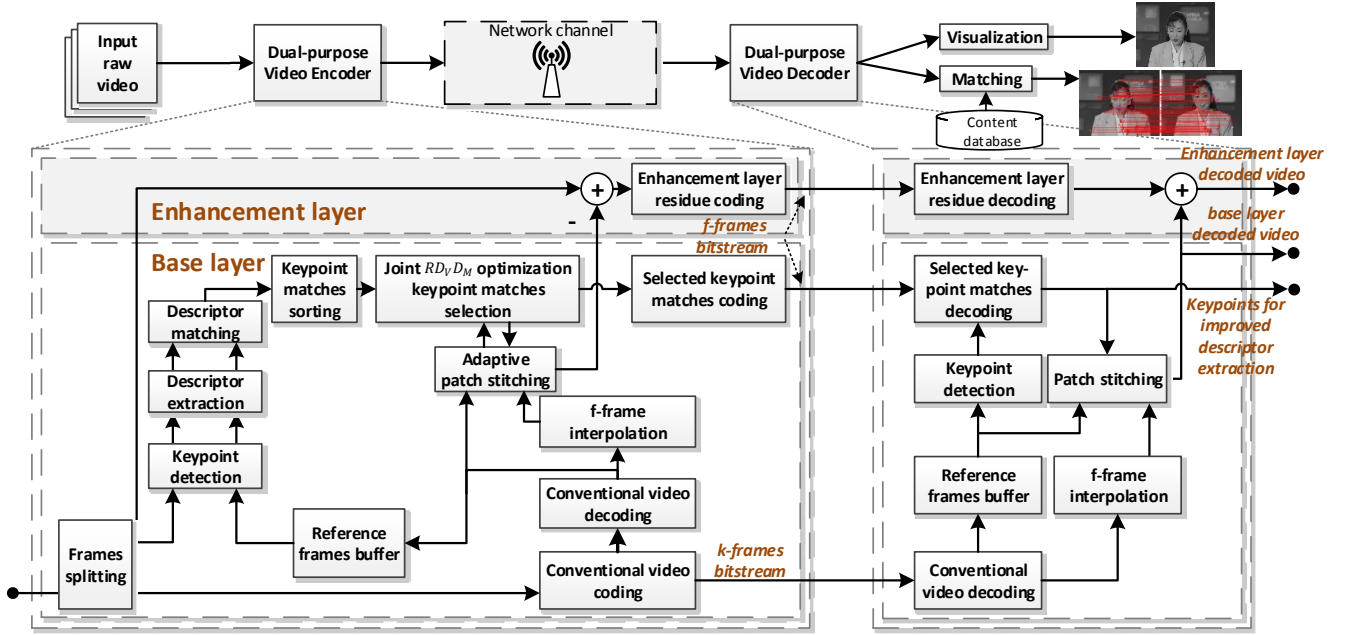 Input
raw
video
Dual-purpose
Video Encoder
Network channel
Dual-purpose
Video Decoder
Visualization
Matching
Content
database
Enhancement layer
Enhancement layer
residue coding
+
-
f-frames
bitstream
Enhancement layer
residue decoding
+
Enhancement layer
decoded video
base layer
decoded video
Base layer
Keypoint
matches
sorting
Joint RD_VD_M optimization
keypoint matches
selection
Selected keypoint
matches coding
Descriptor
matching
Adaptive
patch stitching
Descriptor
extraction
f-frame
interpolation
Keypoint
detection
Conventional video
decoding
Reference
frames buffer
Frames
splitting
Conventional video
coding
k-frames
bitstream
Selected key-
point matches
decoding
Keypoints for
improved
descriptor
extraction
Keypoint
detection
Patch stitching
Reference
frames buffer
f-frame
interpolation
Conventional
video decoding